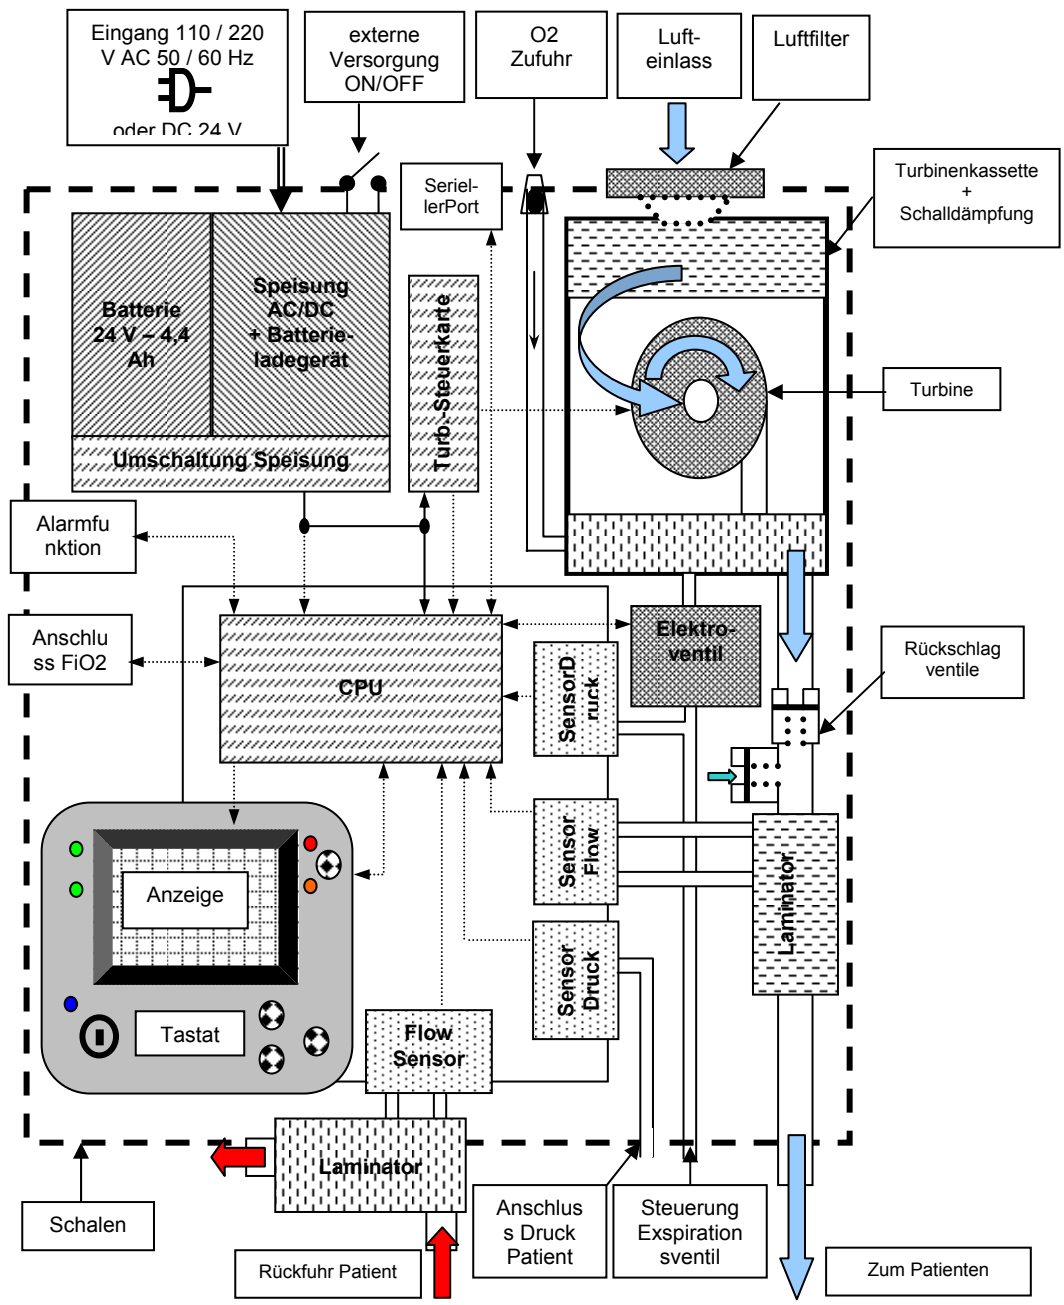 Eingang 110 / 220
V AC 50 / 60 Hz
oder DC 24 V
externe
Versorgung
ON/OFF
O2
Zufuhr
Luft-
einlass
Luftfilter
Turbinenkassette
+
Schalldämpfung
Seriel-
lerPort
Batterie
24 V – 4,4
Ah
Speisung
AC/DC
+ Batterie-
ladegerät
Turb.-Steuerkarte
Turbine
Umschaltung Speisung
Alarmfu
nktion
Anschlu
ss FiO2
CPU
SensorD
ruck
Elektro-
ventil
Rückschlag
ventile
Sensor
Flow
Laminator
Anzeige
Sensor
Druck
Tastat
Flow
Sensor
Laminator
Schalen
Anschlus
s Druck
Patient
Steuerung
Exspiration
sventil
Rückfuhr Patient
Zum Patienten